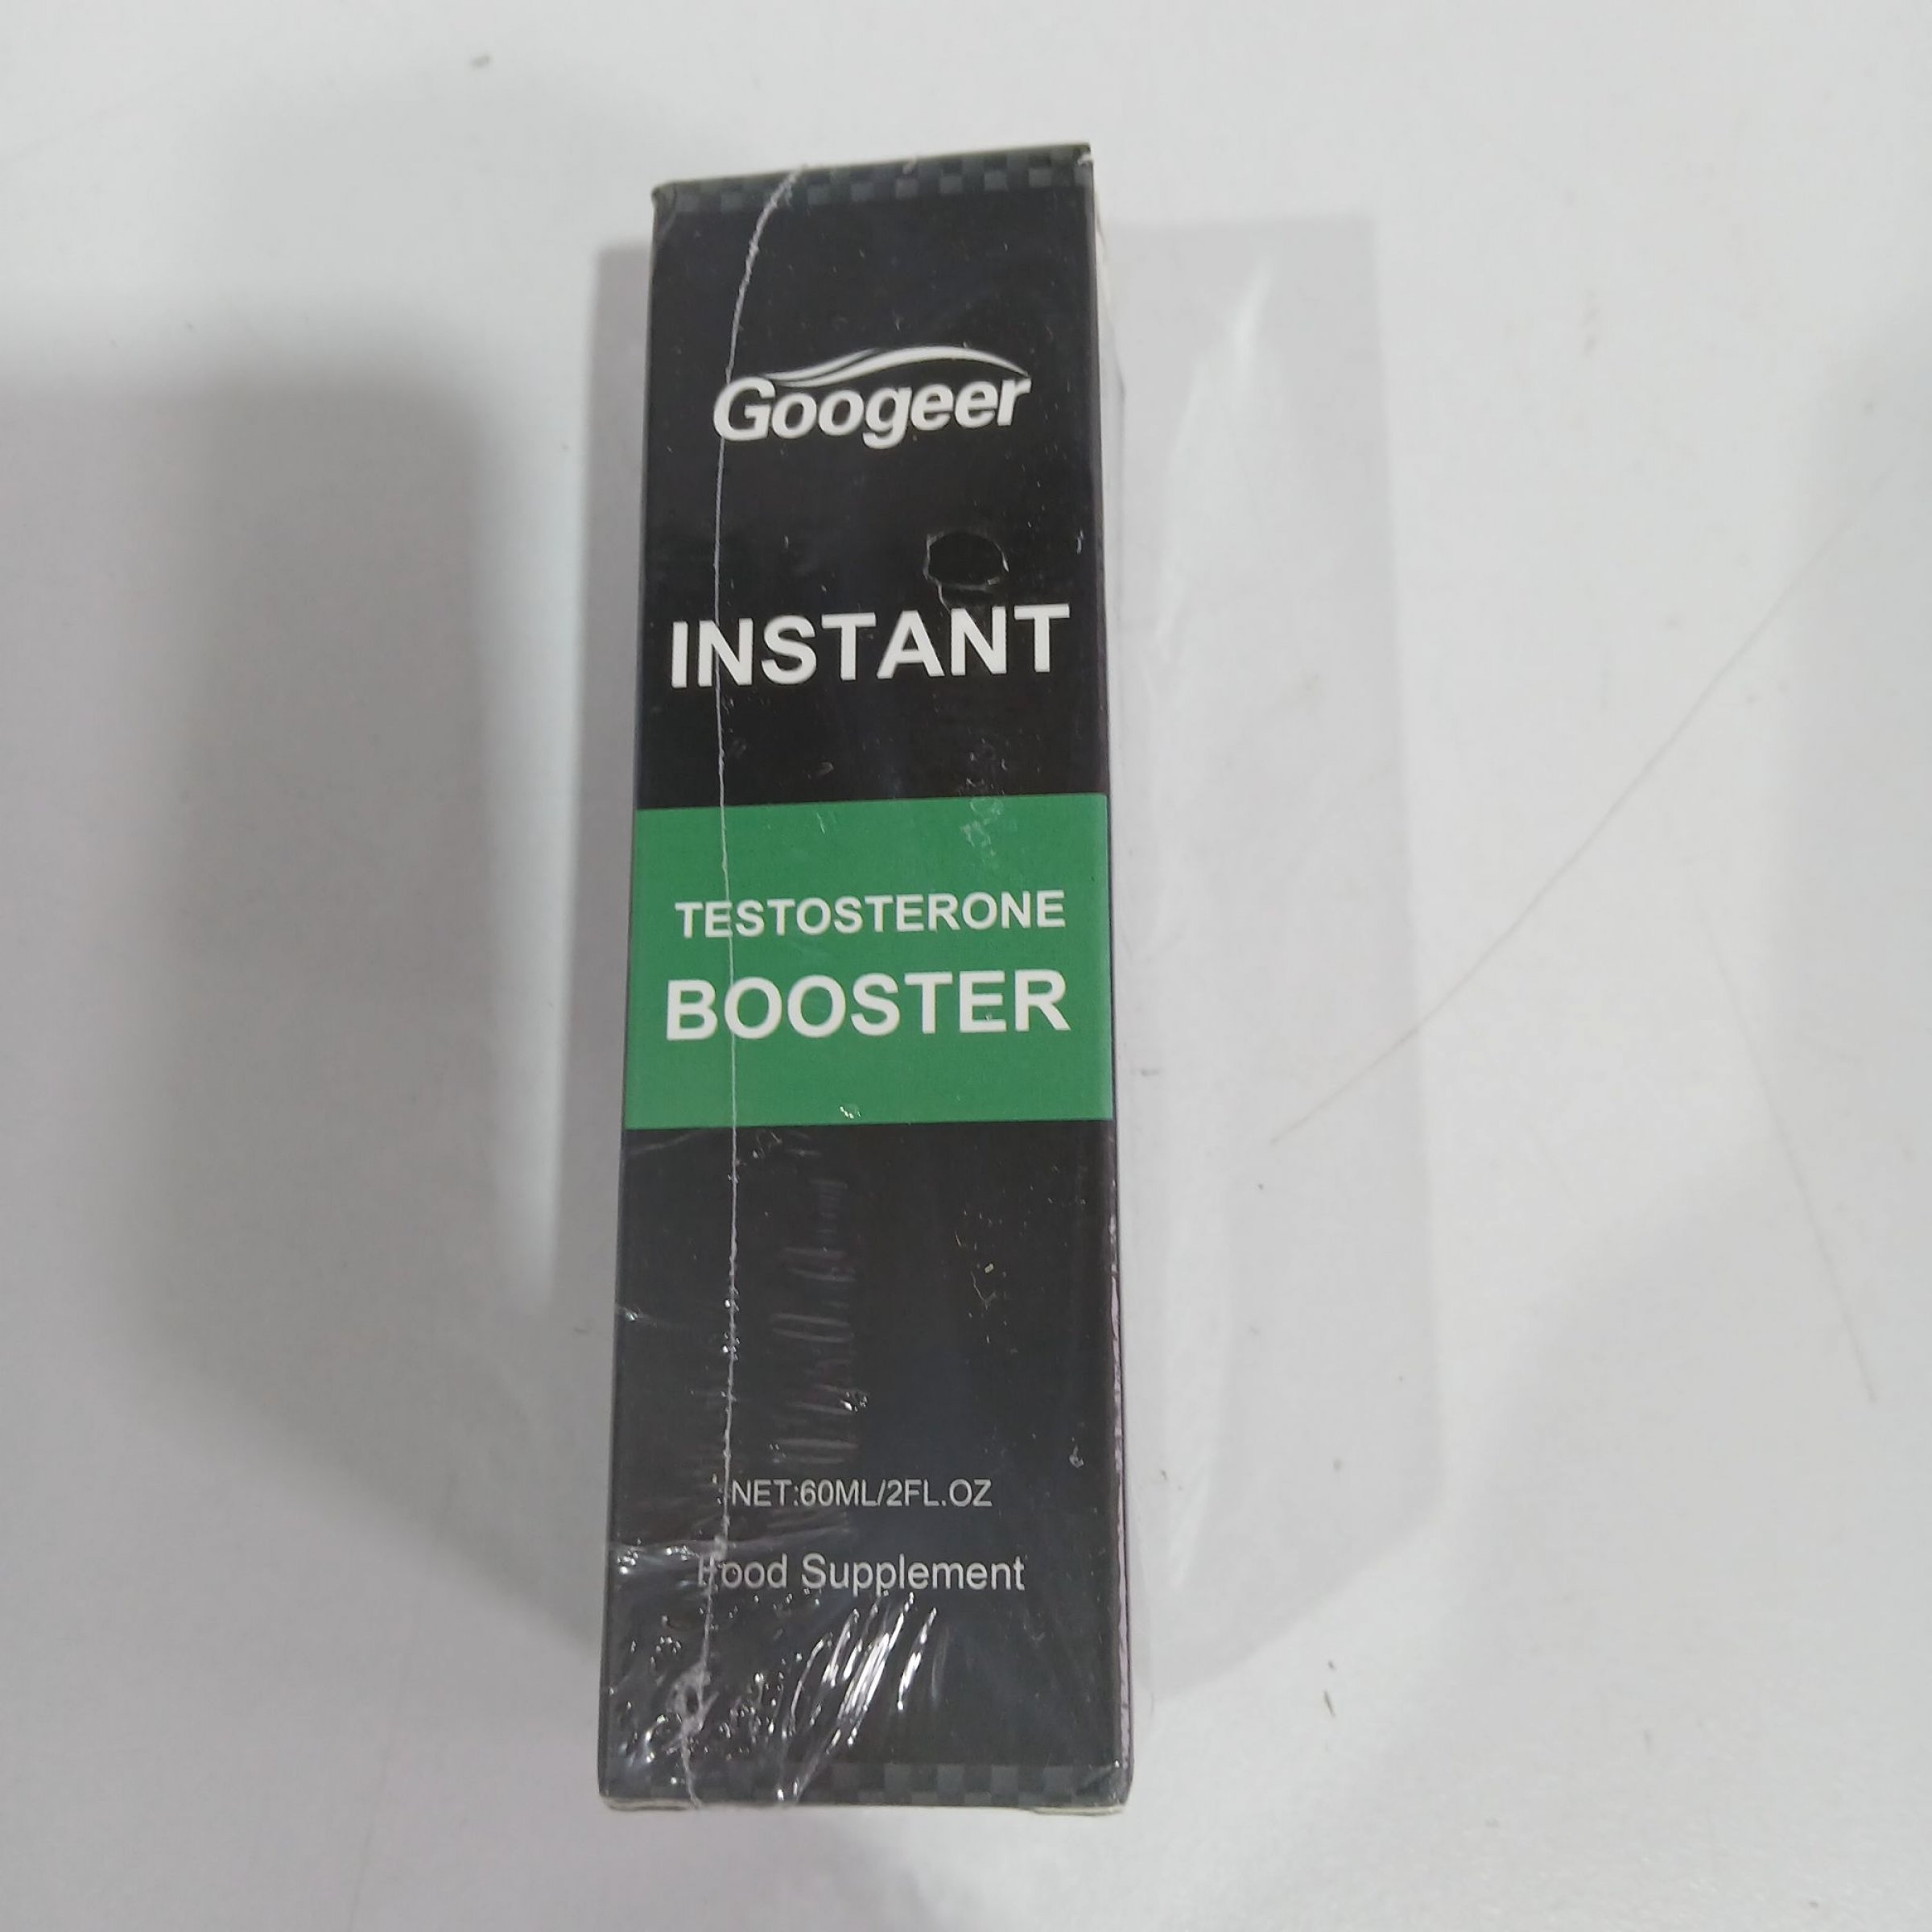 Googeer
INSTANT
TESTOSTERONE
BOOSTER
NET:60ML/2FL.OZ
Food Supplement